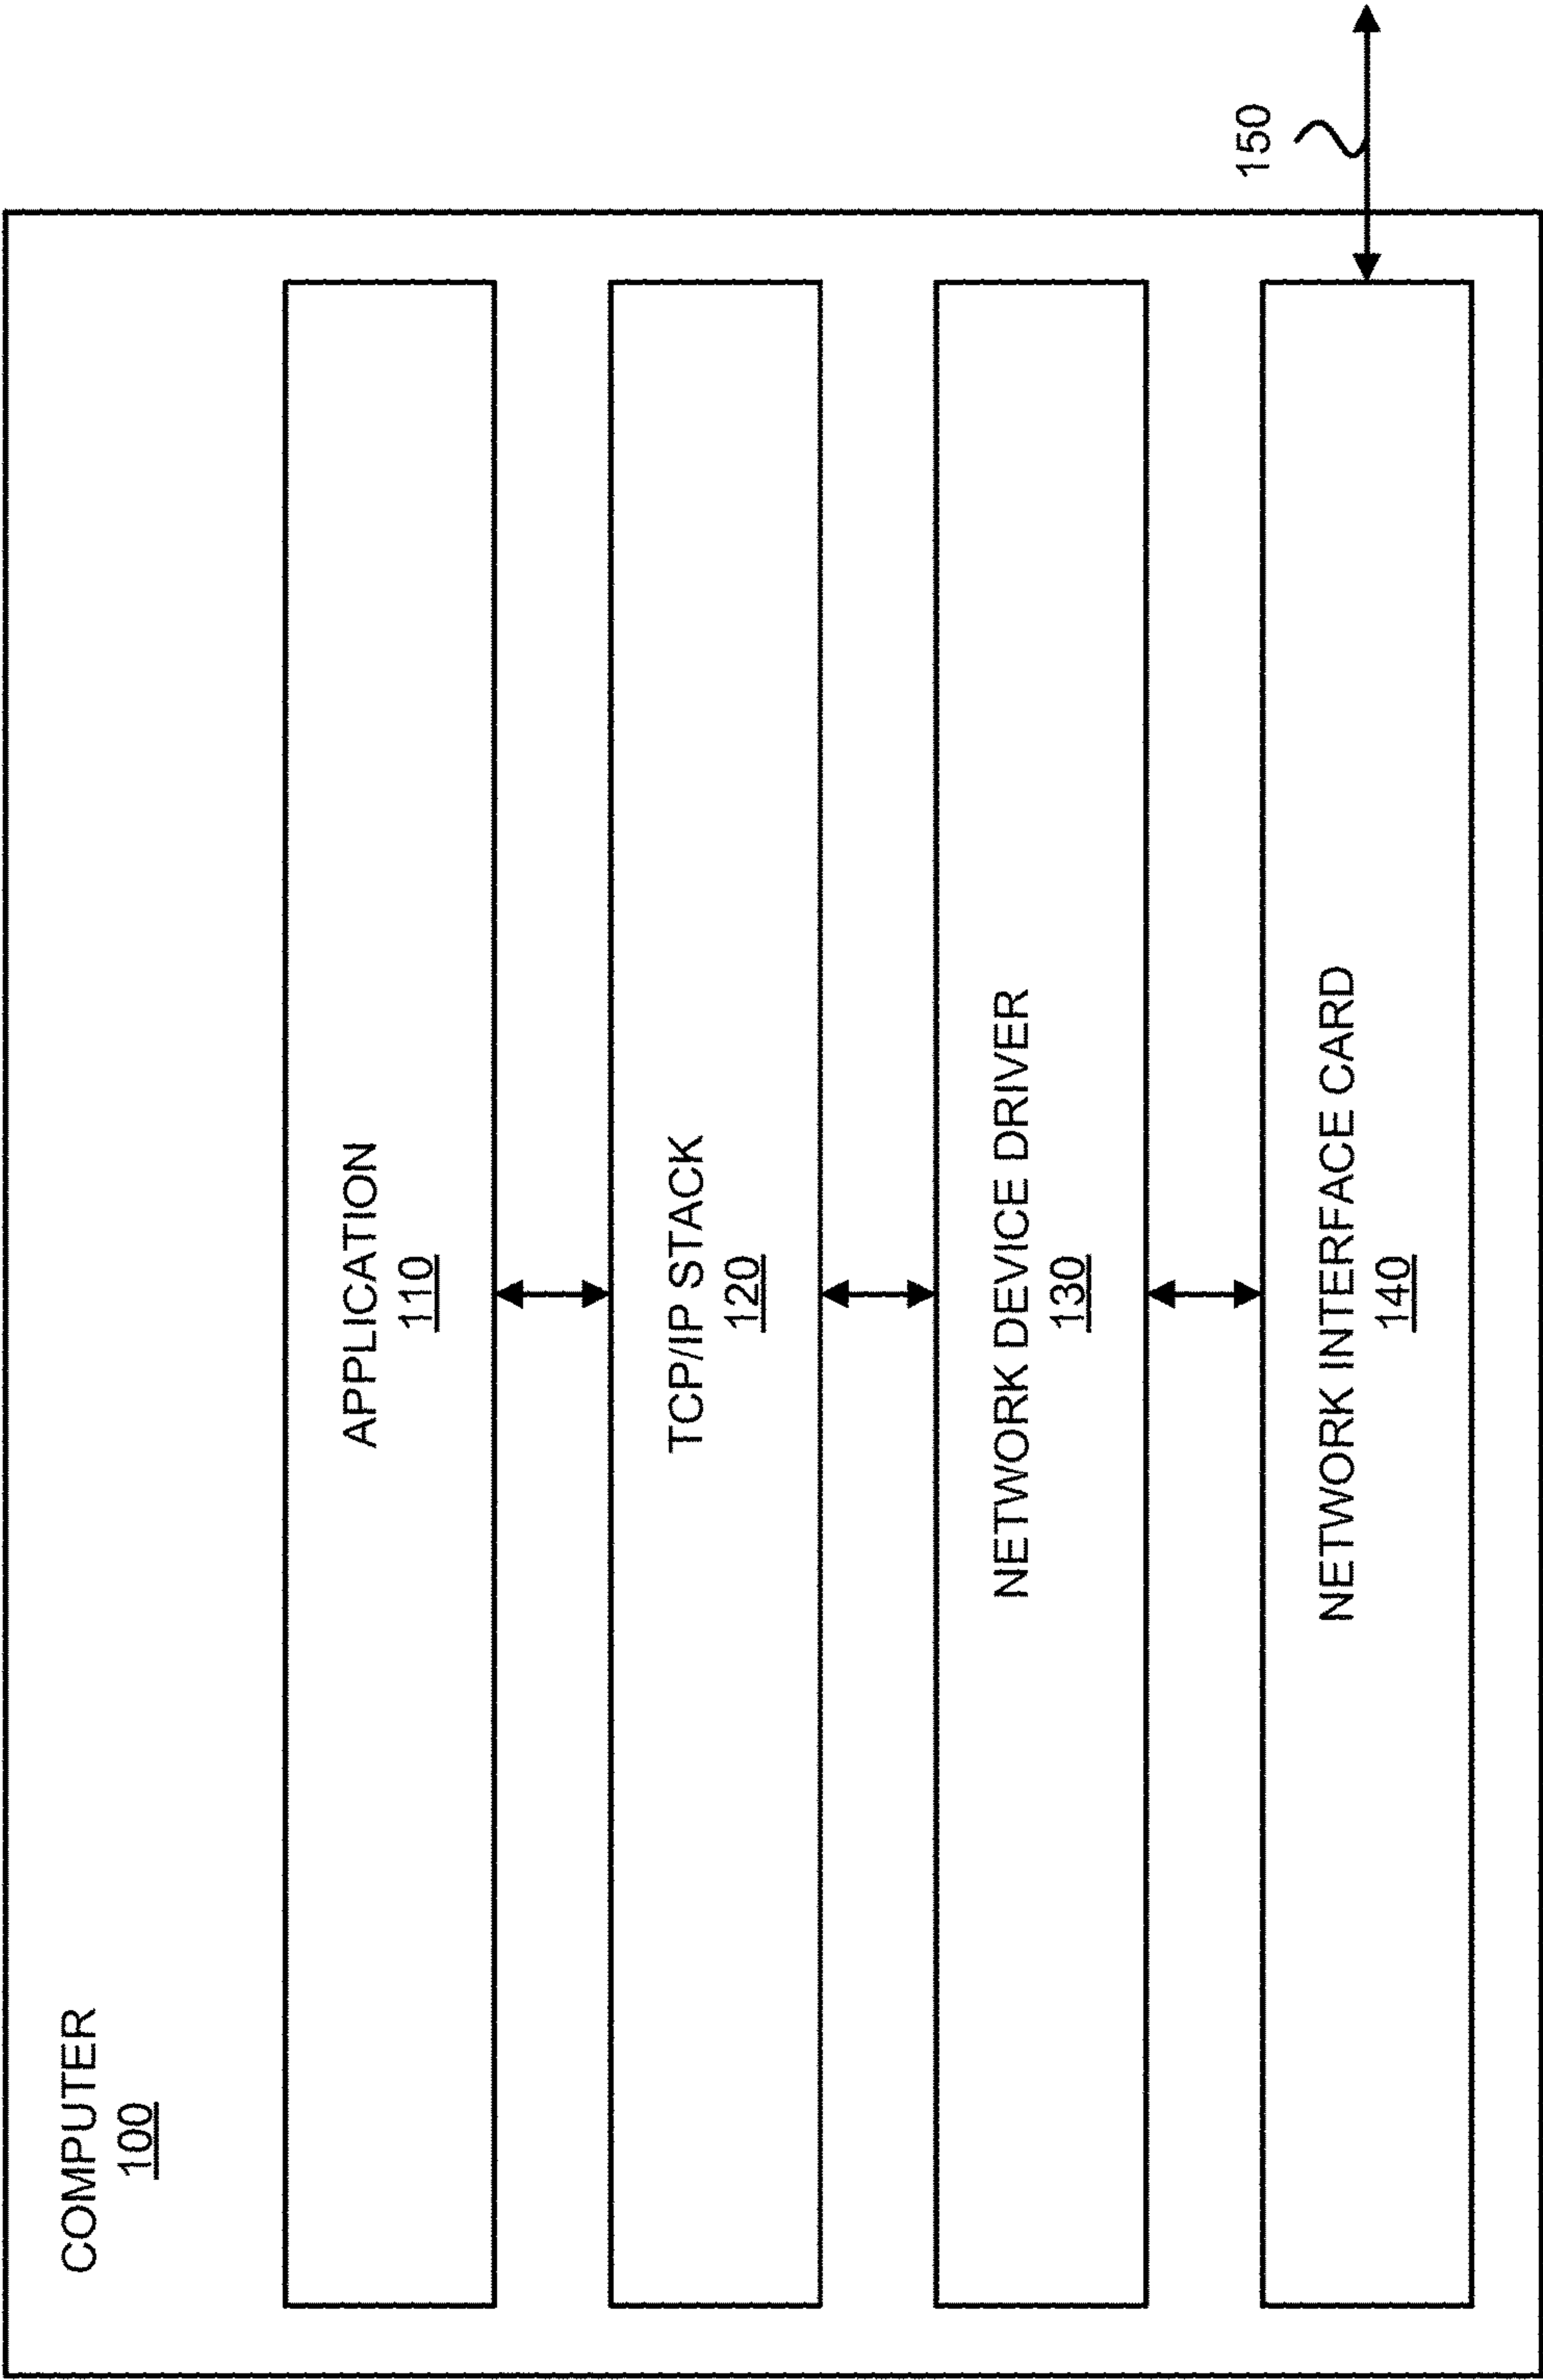 COMPUTER
100
APPLICATION
110
TCP/IP STACK
120
NETWORK DEVICE DRIVER
130
NETWORK INTERFACE CARD
140
150